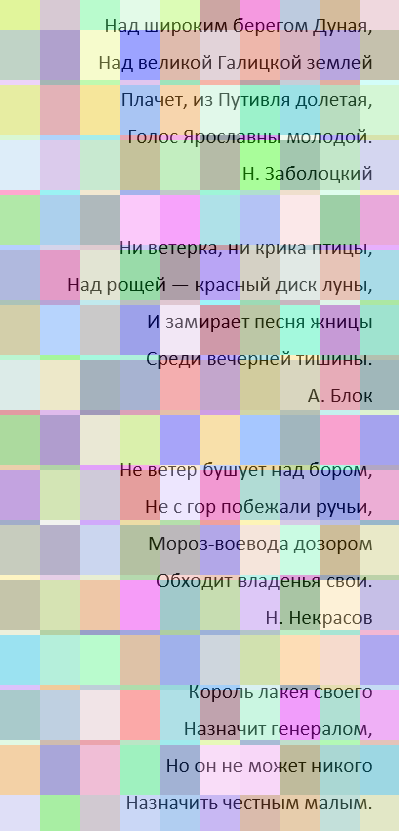 Над широким берегом Дуная,
Над великой Галицкой землей
Плачет, из Путивля долетая,
Голос Ярославны молодой.
Н. Заболоцкий
Ни ветерка, ни крика птицы,
Над рощей — красный диск луны,
И замирает песня жницы
Среди вечерней тишины.
А. Блок
Не ветер бушует над бором,
Не с гор побежали ручьи,
Мороз-воевода дозором
Обходит владенья свои.
Н. Некрасов
Король лакея своего
Назначит генералом,
Но он не может никого
Назначить честным малым.